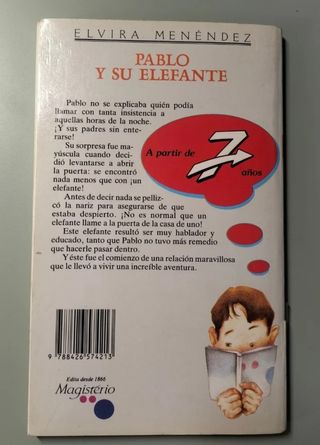 ELVIRA MENÉNDEZ
PABLO
Y SU ELEFANTE
Pablo no se explicaba quién podía
llamar con tanta insistencia a
aquellas horas de la noche.
¡Y sus padres sin ente-
rarse!
Su sorpresa fue ma-
yúscula cuando deci-
dió levantarse a abrir
la puerta: se encontró
nada menos que con ¡un
elefante!
Antes de decir nada se pelliz-
có la nariz para asegurarse de que
estaba despierto. ¡No es normal que un
elefante llame a la puerta de la casa de uno!
Este elefante resultó ser muy hablador y
educado, tanto que Pablo no tuvo más remedio
que hacerle pasar dentro.
Y éste fue el comienzo de una relación maravillosa
que le llevó a vivir una increíble aventura.
A partir de
7
años
9 788426 574213
Edita desde 1866
Magisterio